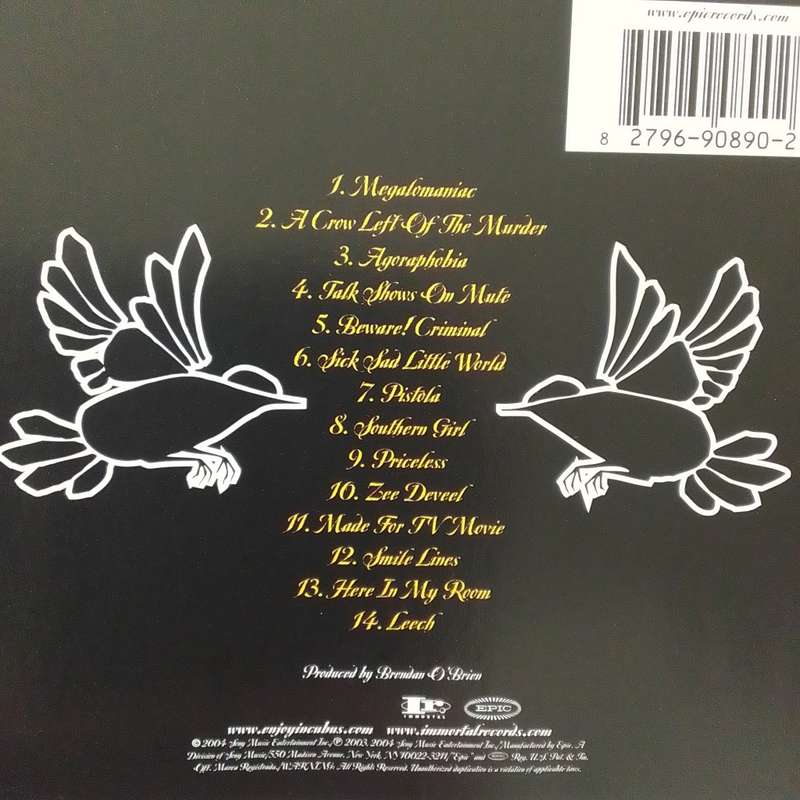 www.epicrecords.com
8 2796-90890-2
1. Megalomaniac
2. A Crow Left Of The Murder
3. Agoraphobia
4. Talk Shows On Mute
5. Beware! Criminal
6. Sick Sad Little World
7. Pistola
8. Southern Girl
9. Priceless
10. Zee Deveel
11. Made For TV Movie
12. Smile Lines
13. Here In My Room
14. Leech
Produced by Brendan O'Brien
Ir IMMORTAL EPIC
www.enjoyincubus.com www.immortalrecords.com
© 2004 Sony Music Entertainment Inc./℗ 2003, 2004 Sony Music Entertainment Inc./Manufactured by Epic, A
Division of Sony Music/550 Madison Avenue, New York, NY 10022-3211/"Epic" and EPIC Reg. U.S. Pat. & Tm.
Off. Marca Registrada./WARNING: All Rights Reserved. Unauthorized duplication is a violation of applicable laws.